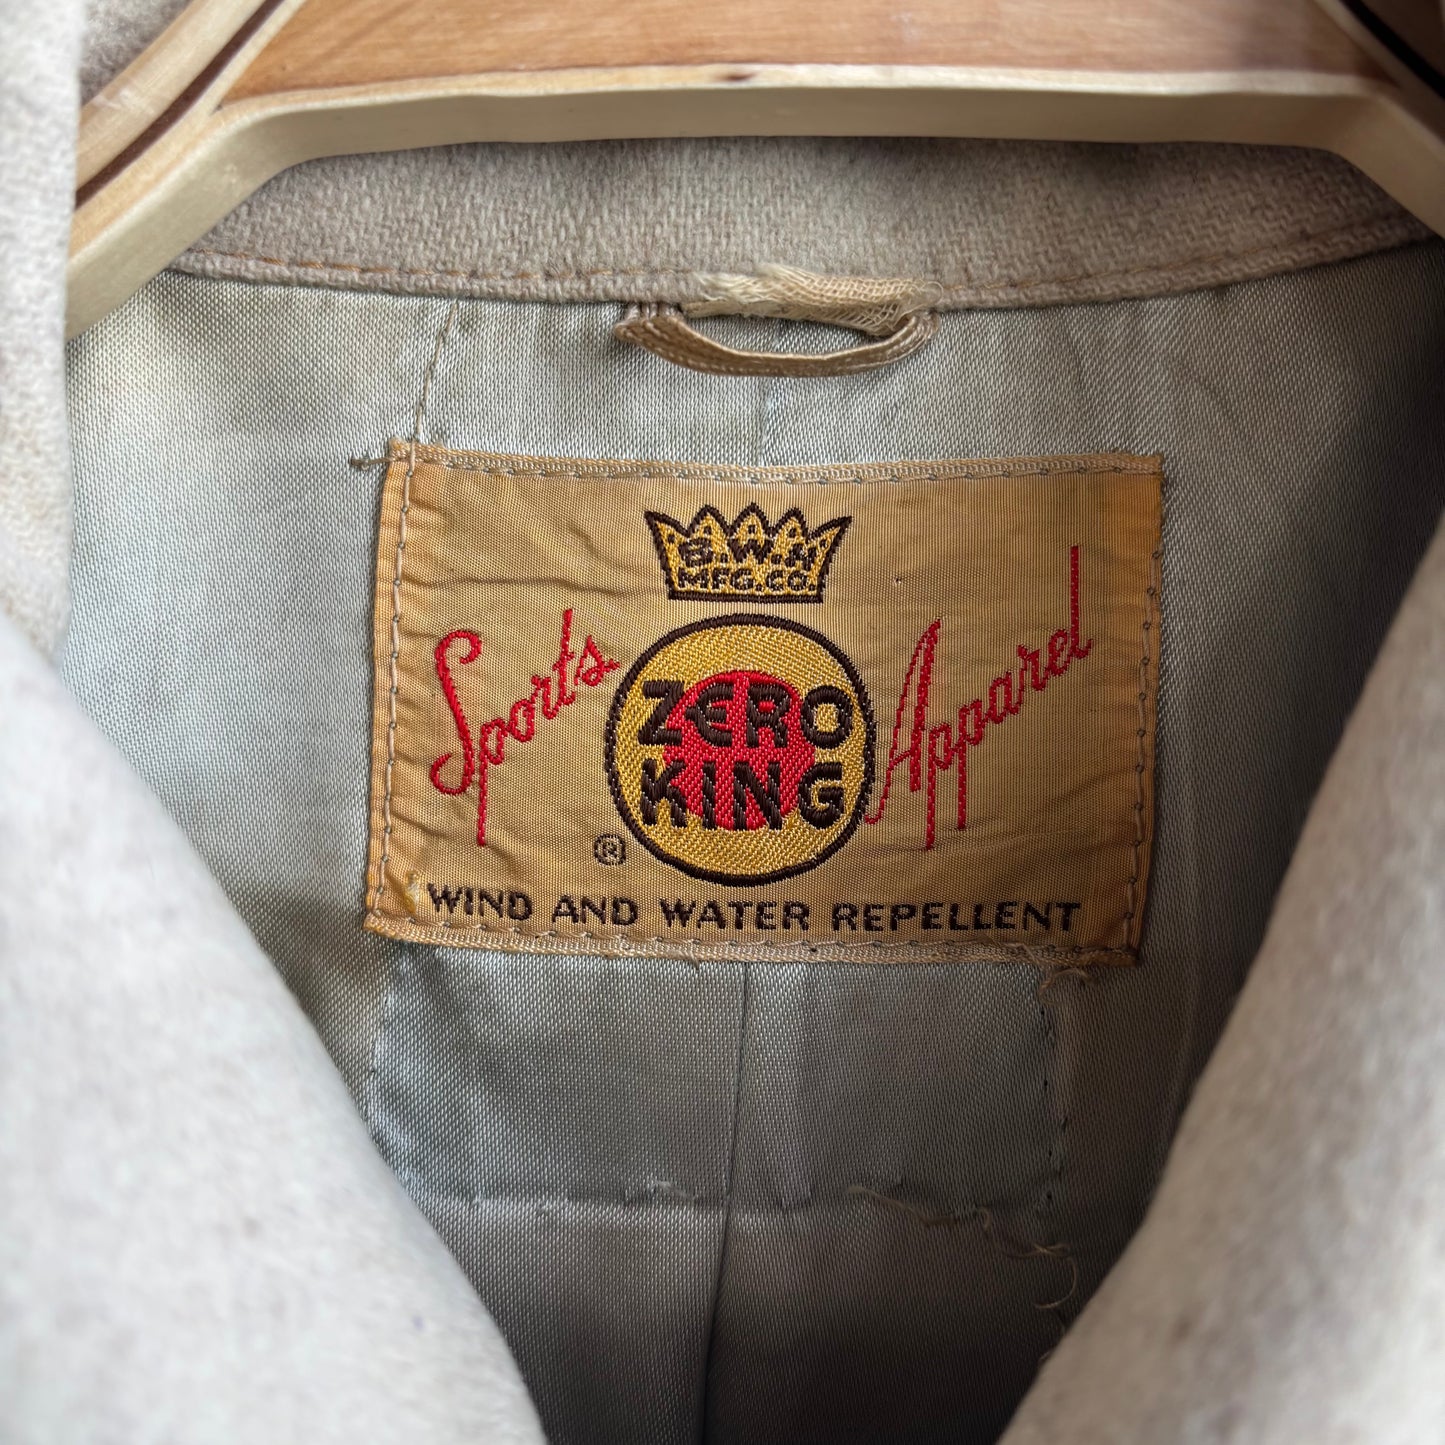 B.W.H
MFG.CO.
Sports
ZERO
KING
Apparel
®
WIND AND WATER REPELLENT